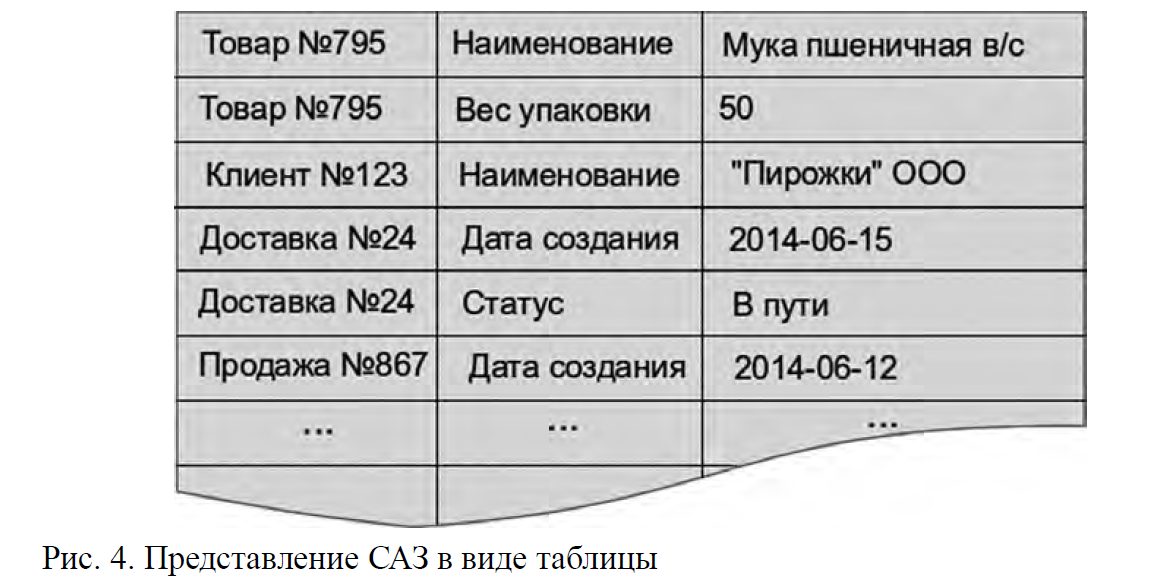 Товар №795 Наименование Мука пшеничная в/с
Товар №795 Вес упаковки 50
Клиент №123 Наименование "Пирожки" ООО
Доставка №24 Дата создания 2014-06-15
Доставка №24 Статус В пути
Продажа №867 Дата создания 2014-06-12
... ... ...
Рис. 4. Представление САЗ в виде таблицы